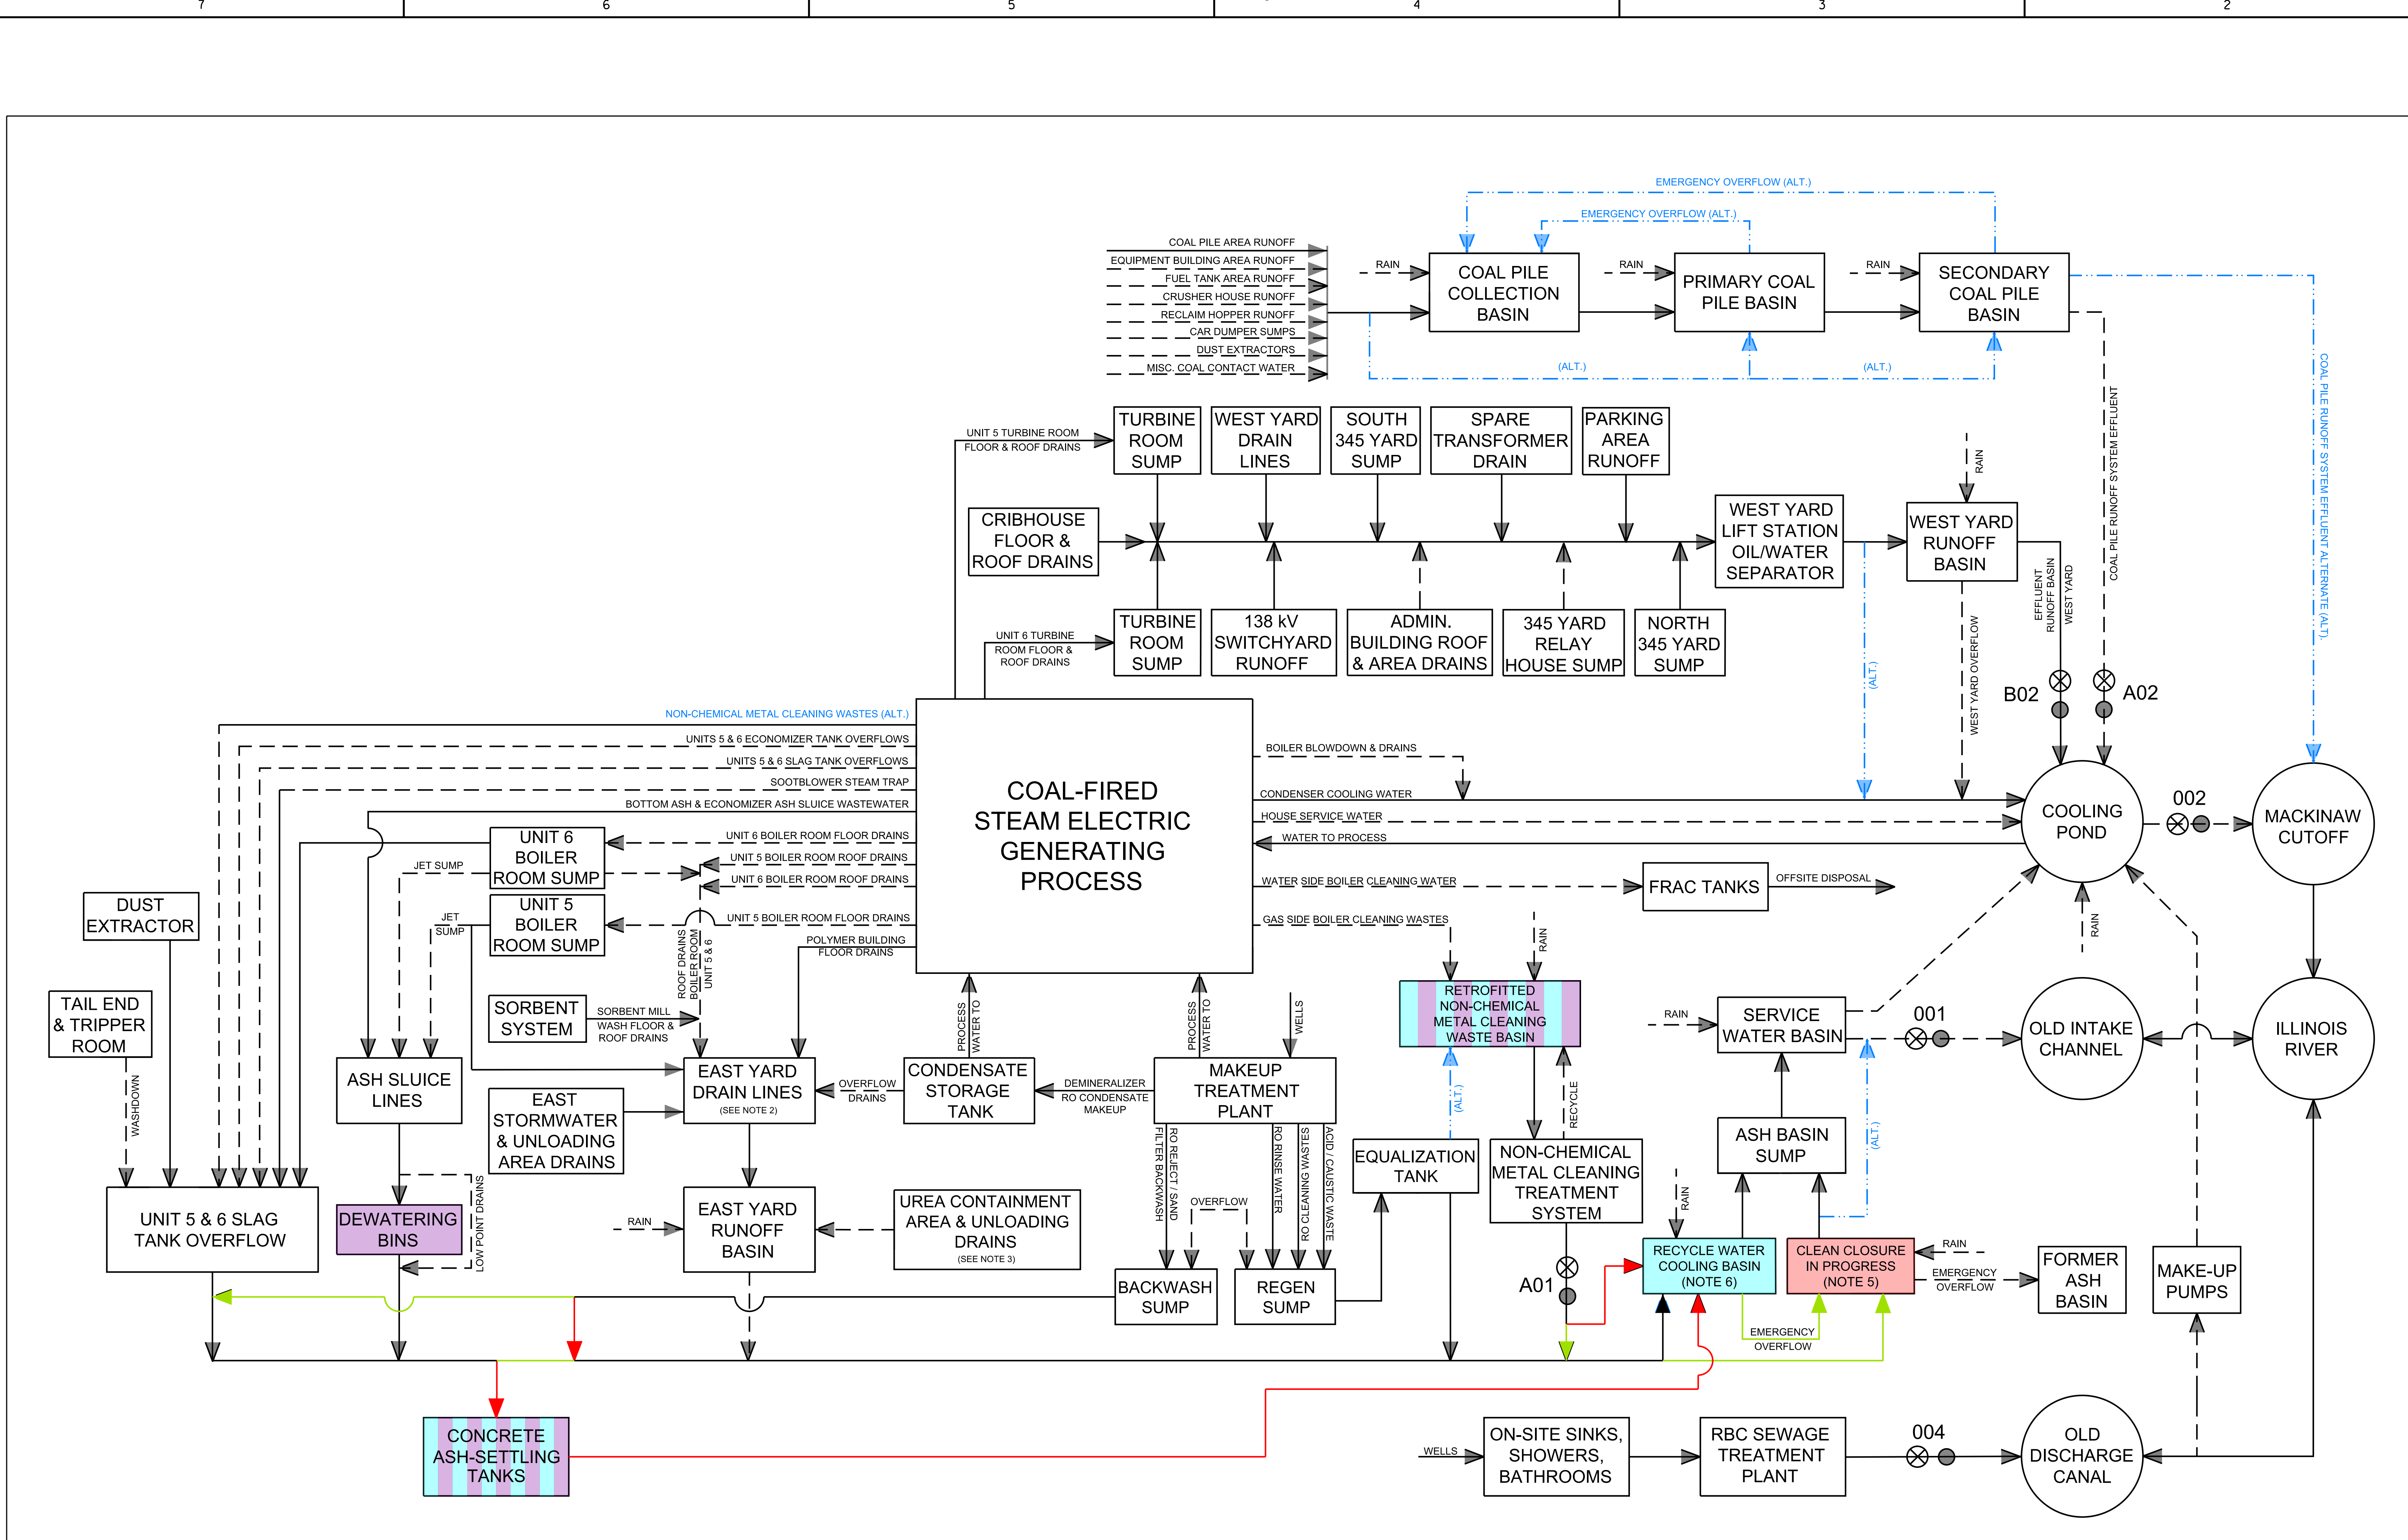 7
6
5
4
3
2
EMERGENCY OVERFLOW (ALT.)
EMERGENCY OVERFLOW (ALT.)
COAL PILE AREA RUNOFF
EQUIPMENT BUILDING AREA RUNOFF
FUEL TANK AREA RUNOFF
CRUSHER HOUSE RUNOFF
RECLAIM HOPPER RUNOFF
CAR DUMPER SUMPS
DUST EXTRACTORS
MISC. COAL CONTACT WATER
RAIN
COAL PILE
COLLECTION
BASIN
RAIN
PRIMARY COAL
PILE BASIN
RAIN
SECONDARY
COAL PILE
BASIN
(ALT.)
(ALT.)
COAL PILE RUNOFF SYSTEM EFFLUENT
COAL PILE RUNOFF SYSTEM EFFLUENT ALTERNATE (ALT).
UNIT 5 TURBINE ROOM
FLOOR & ROOF DRAINS
TURBINE
ROOM
SUMP
WEST YARD
DRAIN
LINES
SOUTH
345 YARD
SUMP
SPARE
TRANSFORMER
DRAIN
PARKING
AREA
RUNOFF
CRIBHOUSE
FLOOR &
ROOF DRAINS
WEST YARD
LIFT STATION
OIL/WATER
SEPARATOR
RAIN
WEST YARD
RUNOFF
BASIN
UNIT 6 TURBINE
ROOM FLOOR &
ROOF DRAINS
TURBINE
ROOM
SUMP
138 kV
SWITCHYARD
RUNOFF
ADMIN.
BUILDING ROOF
& AREA DRAINS
345 YARD
RELAY
HOUSE SUMP
NORTH
345 YARD
SUMP
(ALT.)
WEST YARD OVERFLOW
EFFLUENT
RUNOFF BASIN
WEST YARD
B02
A02
NON-CHEMICAL METAL CLEANING WASTES (ALT.)
UNITS 5 & 6 ECONOMIZER TANK OVERFLOWS
UNITS 5 & 6 SLAG TANK OVERFLOWS
SOOTBLOWER STEAM TRAP
BOTTOM ASH & ECONOMIZER ASH SLUICE WASTEWATER
UNIT 6 BOILER ROOM FLOOR DRAINS
UNIT 5 BOILER ROOM ROOF DRAINS
UNIT 6 BOILER ROOM ROOF DRAINS
UNIT 5 BOILER ROOM FLOOR DRAINS
POLYMER BUILDING
FLOOR DRAINS
COAL-FIRED
STEAM ELECTRIC
GENERATING
PROCESS
BOILER BLOWDOWN & DRAINS
CONDENSER COOLING WATER
HOUSE SERVICE WATER
WATER TO PROCESS
WATER SIDE BOILER CLEANING WATER
GAS SIDE BOILER CLEANING WASTES
COOLING
POND
002
MACKINAW
CUTOFF
FRAC TANKS
OFFSITE DISPOSAL
RAIN
UNIT 6
BOILER
ROOM SUMP
JET SUMP
UNIT 5
BOILER
ROOM SUMP
JET
SUMP
ROOF DRAINS
BOILER ROOM
UNIT 5 & 6
DUST
EXTRACTOR
TAIL END
& TRIPPER
ROOM
WASHDOWN
SORBENT
SYSTEM
SORBENT MILL
WASH FLOOR &
ROOF DRAINS
PROCESS
WATER TO
PROCESS
WATER TO
WELLS
RAIN
RETROFITTED
NON-CHEMICAL
METAL CLEANING
WASTE BASIN
RAIN
SERVICE
WATER BASIN
001
OLD INTAKE
CHANNEL
ILLINOIS
RIVER
ASH SLUICE
LINES
EAST YARD
DRAIN LINES
(SEE NOTE 2)
OVERFLOW
DRAINS
CONDENSATE
STORAGE
TANK
DEMINERALIZER
RO CONDENSATE
MAKEUP
MAKEUP
TREATMENT
PLANT
(ALT.)
RECYCLE
EAST
STORMWATER
& UNLOADING
AREA DRAINS
FILTER BACKWASH
RO REJECT / SAND
RO RINSE WATER
RO CLEANING WASTES
ACID / CAUSTIC WASTE
EQUALIZATION
TANK
NON-CHEMICAL
METAL CLEANING
TREATMENT
SYSTEM
ASH BASIN
SUMP
(ALT.)
UNIT 5 & 6 SLAG
TANK OVERFLOW
DEWATERING
BINS
LOW POINT DRAINS
RAIN
EAST YARD
RUNOFF
BASIN
UREA CONTAINMENT
AREA & UNLOADING
DRAINS
(SEE NOTE 3)
OVERFLOW
BACKWASH
SUMP
REGEN
SUMP
A01
RAIN
RECYCLE WATER
COOLING BASIN
(NOTE 6)
CLEAN CLOSURE
IN PROGRESS
(NOTE 5)
RAIN
EMERGENCY
OVERFLOW
FORMER
ASH
BASIN
MAKE-UP
PUMPS
EMERGENCY
OVERFLOW
CONCRETE
ASH-SETTLING
TANKS
WELLS
ON-SITE SINKS,
SHOWERS,
BATHROOMS
RBC SEWAGE
TREATMENT
PLANT
004
OLD
DISCHARGE
CANAL